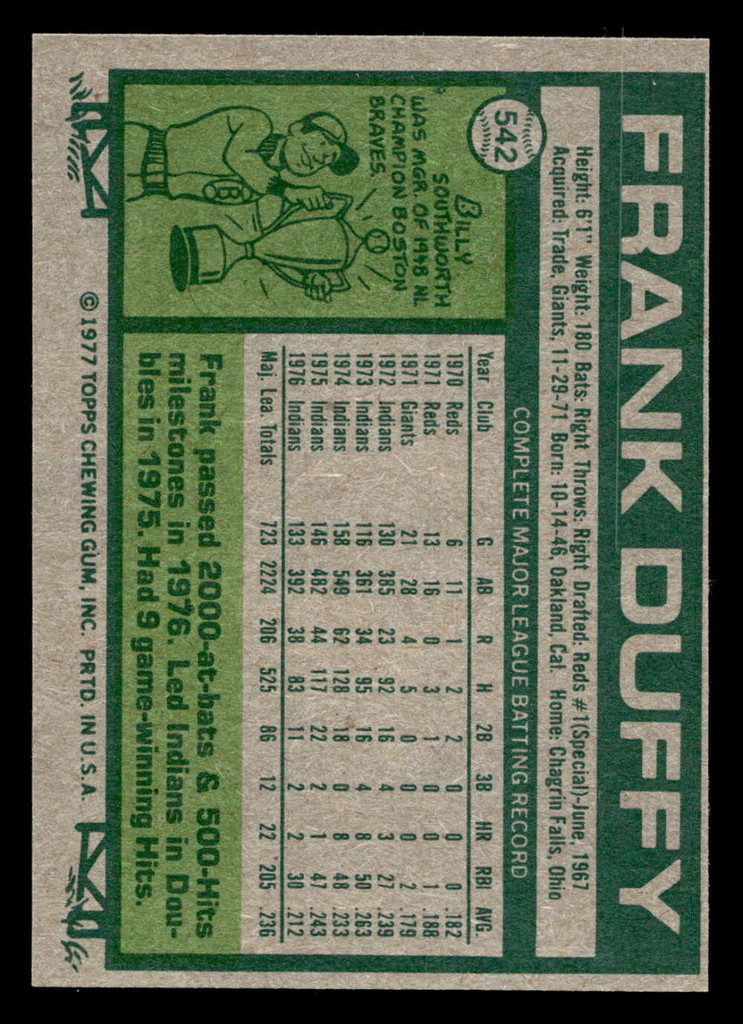 FRANK DUFFY
Height: 6'1" Weight: 180 Bats: Right Throws: Right Drafted: Reds #1(Special)-June, 1967
Acquired: Trade, Giants, 11-29-71 Born: 10-14-46, Oakland, Cal. Home: Chagrin Falls, Ohio
542
COMPLETE MAJOR LEAGUE BATTING RECORD
Year Club G AB R H 2B 3B HR RBI AVG.
1970 Reds 6 11 1 2 2 0 0 0 .182
1971 Reds 13 16 0 3 1 0 0 1 .188
1971 Giants 21 28 4 5 0 0 0 2 .179
1972 Indians 130 385 23 92 16 4 3 27 .239
1973 Indians 116 361 34 95 16 4 8 50 .263
1974 Indians 158 549 62 128 18 0 8 48 .233
1975 Indians 146 482 44 117 22 2 1 47 .243
1976 Indians 133 392 38 83 11 2 2 30 .212
Maj. Lea. Totals 723 2224 206 525 86 12 22 205 .236
BILLY
SOUTHWORTH
WAS MGR. OF 1948 NL
CHAMPION BOSTON
BRAVES.
B
Frank passed 2000-at-bats & 500-Hits
milestones in 1976. Led Indians in Dou-
bles in 1975. Had 9 game-winning Hits.
© 1977 TOPPS CHEWING GUM, INC. PRTD. IN U.S.A.